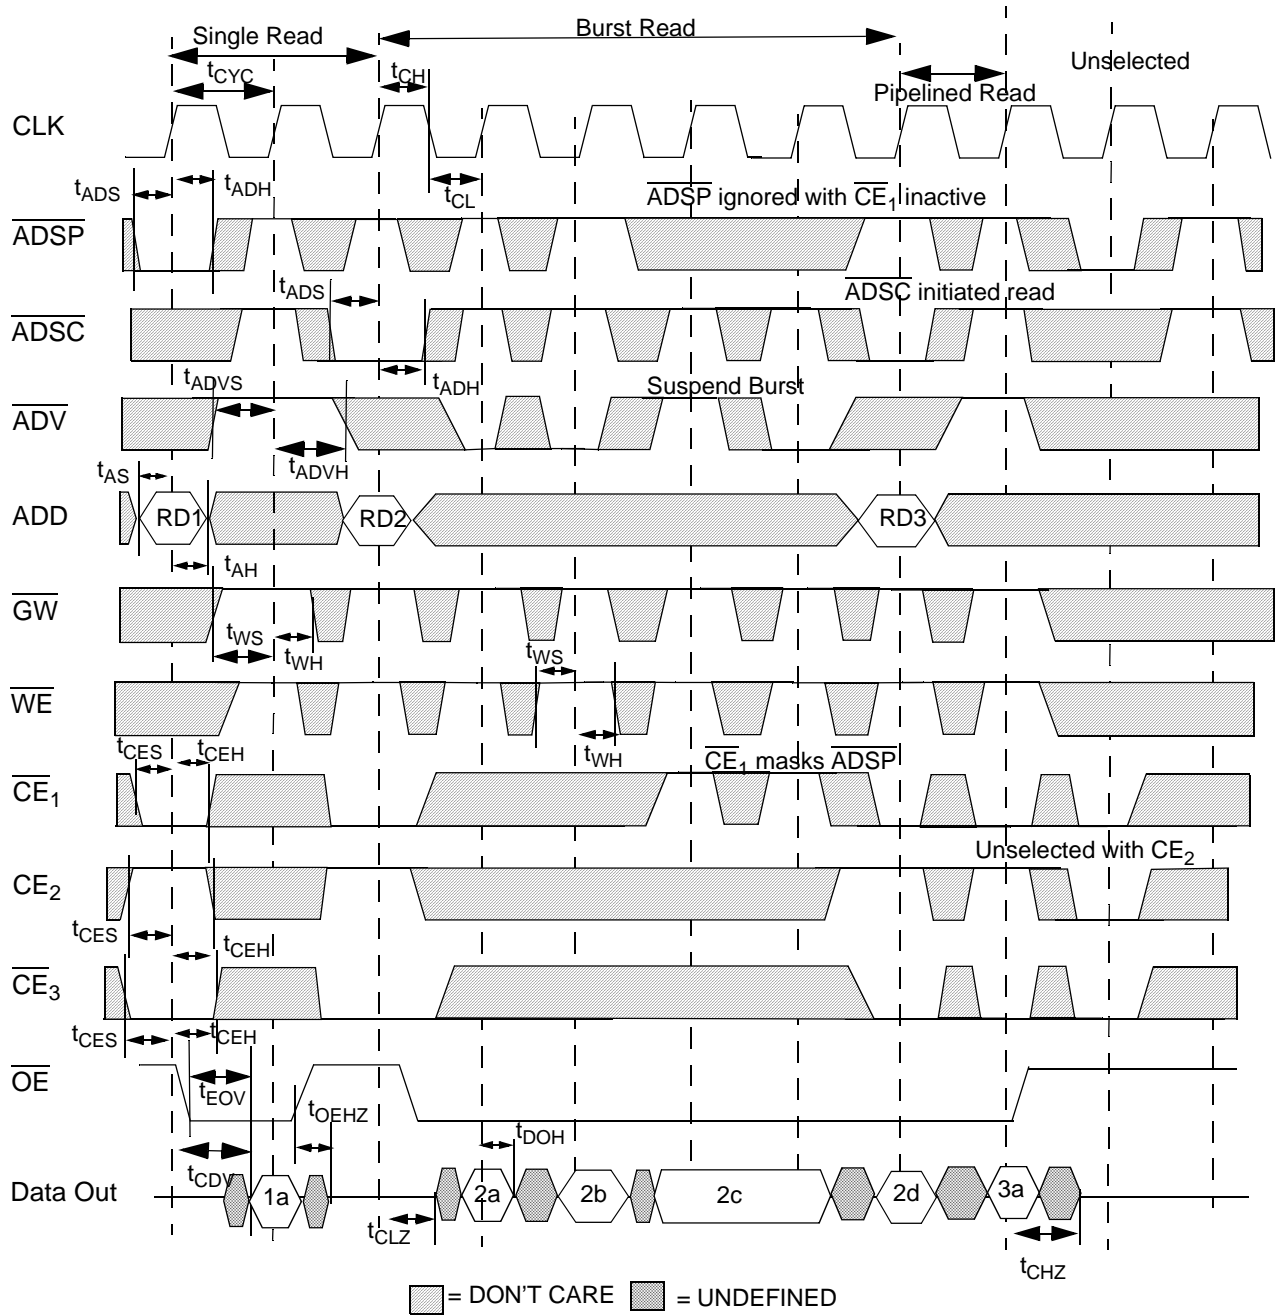 Single Read
Burst Read
Unselected
tCYC
tCH
Pipelined Read
CLK
tADS
tADH
tCL
ADSP ignored with CE1 inactive
ADSP
tADS
ADSC initiated read
ADSC
tADH
tADVS
Suspend Burst
ADV
tADVH
tAS
ADD
RD1
RD2
RD3
tAH
GW
tWS
tWH
tWS
WE
tCES
tCEH
tWH
CE1 masks ADSP
CE1
Unselected with CE2
CE2
tCES
tCEH
CE3
tCES
tCEH
OE
tEOV
tOEHZ
tDOH
tCDV
Data Out
1a
2a
2b
2c
2d
3a
tCLZ
tCHZ
= DON'T CARE
= UNDEFINED